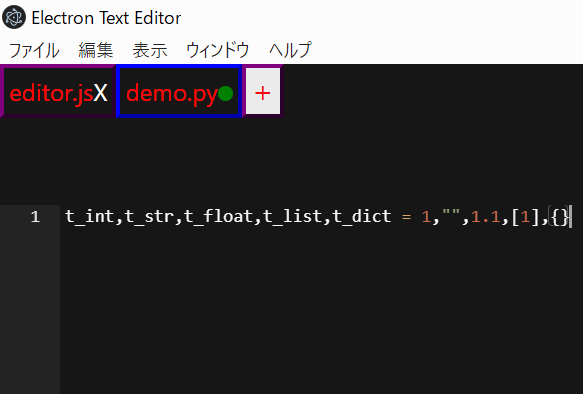 Electron Text Editor
ファイル 編集 表示 ウィンドウ ヘルプ
editor.jsX demo.py +
1 t_int,t_str,t_float,t_list,t_dict = 1,"",1.1,[1],{}